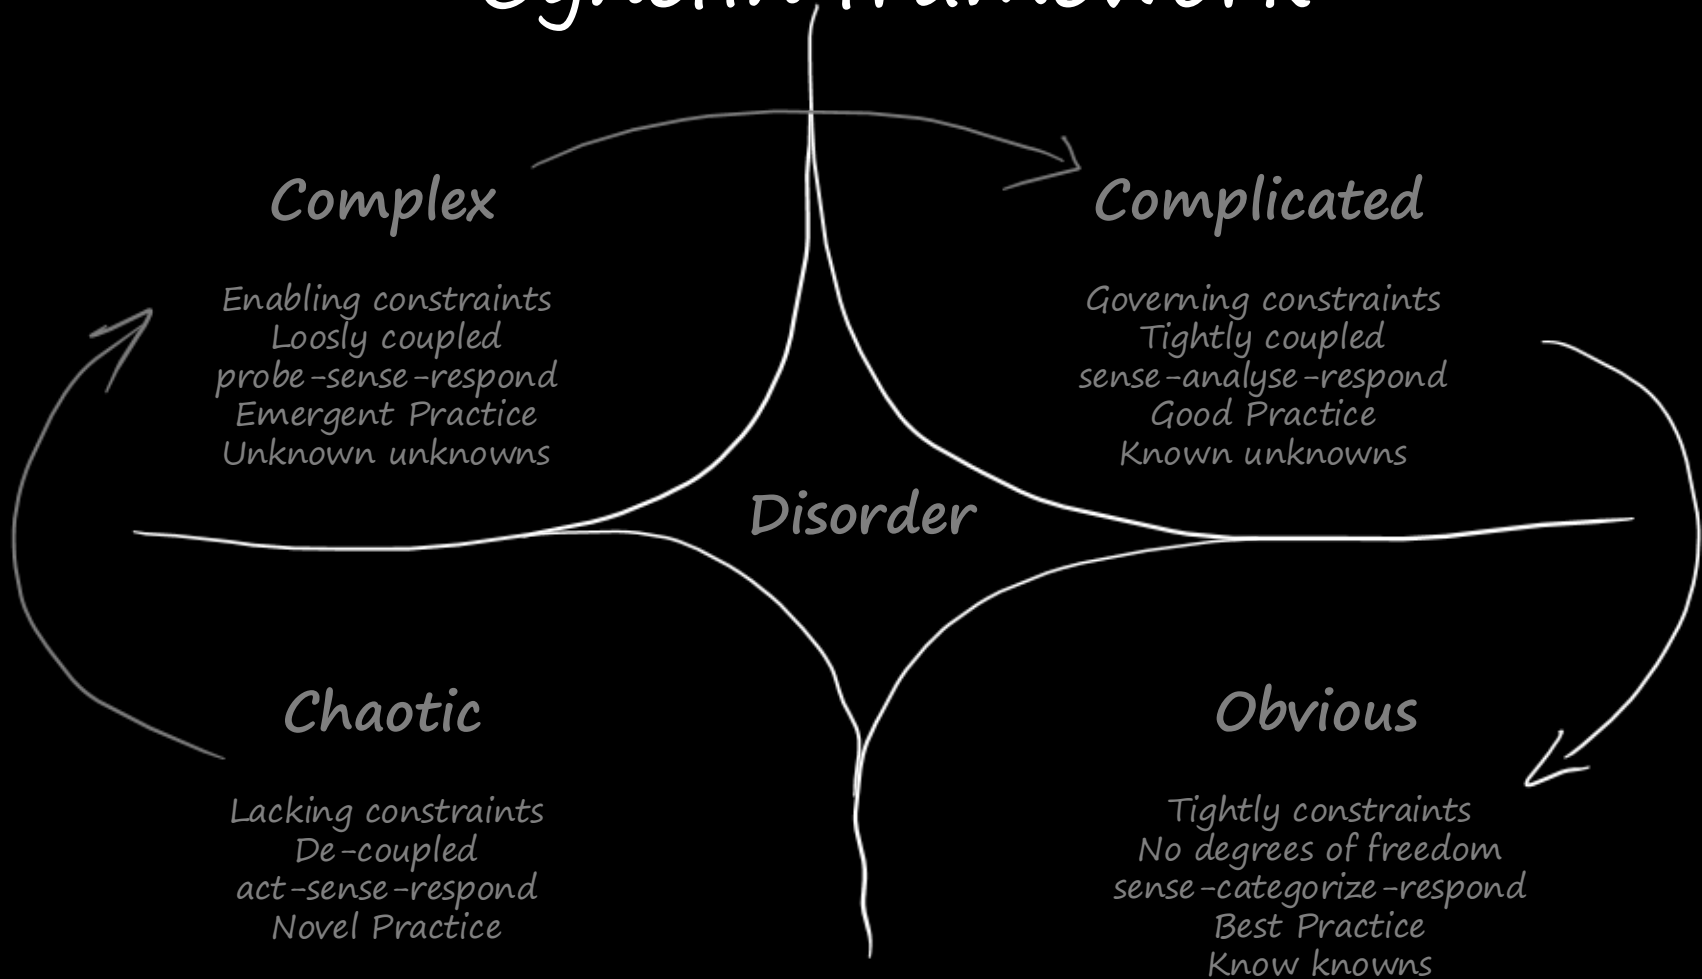 Cynefin framework
Complex
Enabling constraints
Loosly coupled
probe-sense-respond
Emergent Practice
Unknown unknowns
Complicated
Governing constraints
Tightly coupled
sense-analyse-respond
Good Practice
Known unknowns
Disorder
Chaotic
Lacking constraints
De-coupled
act-sense-respond
Novel Practice
Obvious
Tightly constraints
No degrees of freedom
sense-categorize-respond
Best Practice
Know knowns